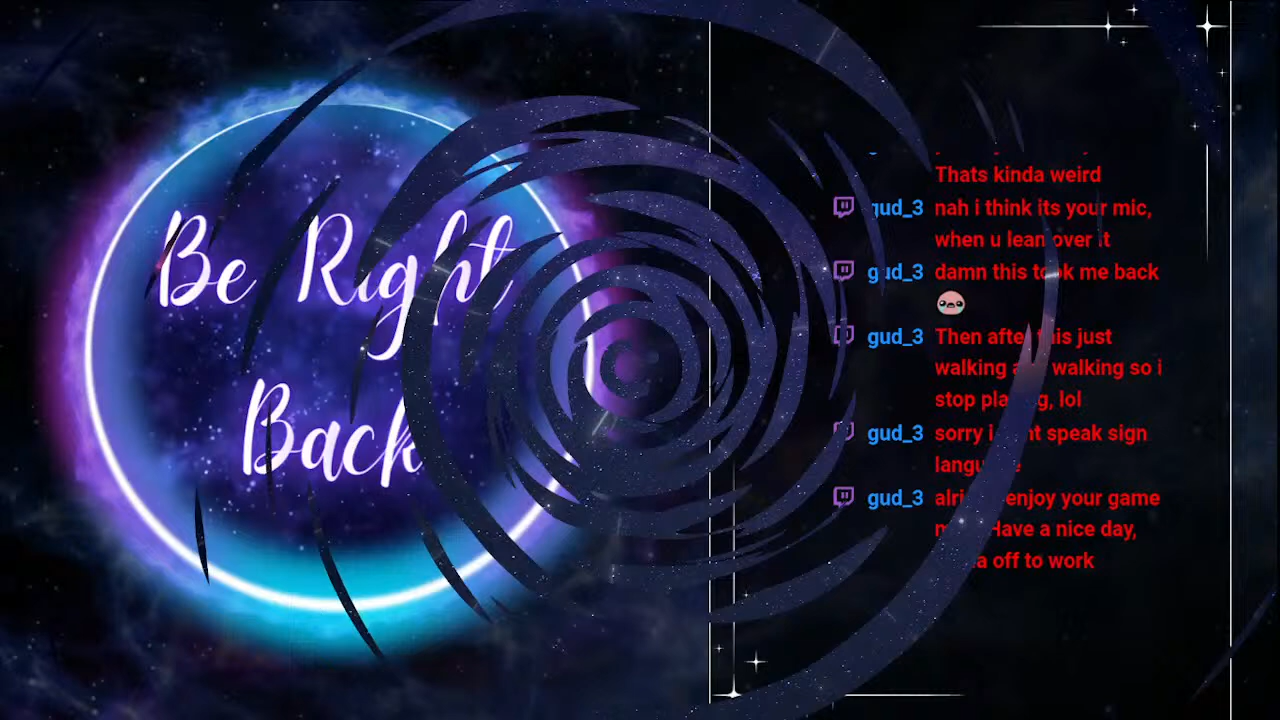 Be Right
Back
Thats kinda weird
gud_3 nah i think its your mic,
when u lean over it
gud_3 damn this took me back
gud_3 Then after this just
walking and walking so i
stop playing, lol
gud_3 sorry i dont speak sign
language
gud_3 enjoy your game
Have a nice day,
off to work